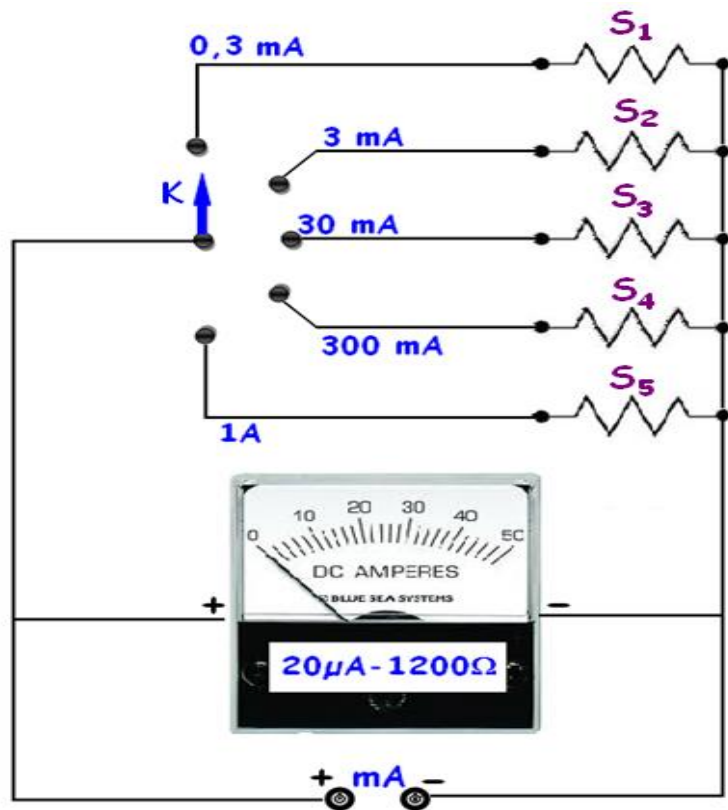 S1
0,3 mA
S2
3 mA
K
S3
30 mA
S4
300 mA
S5
1A
0 10 20 30 40 50
DC AMPERES
© BLUE SEA SYSTEMS
+ −
20µA-1200Ω
+ mA −